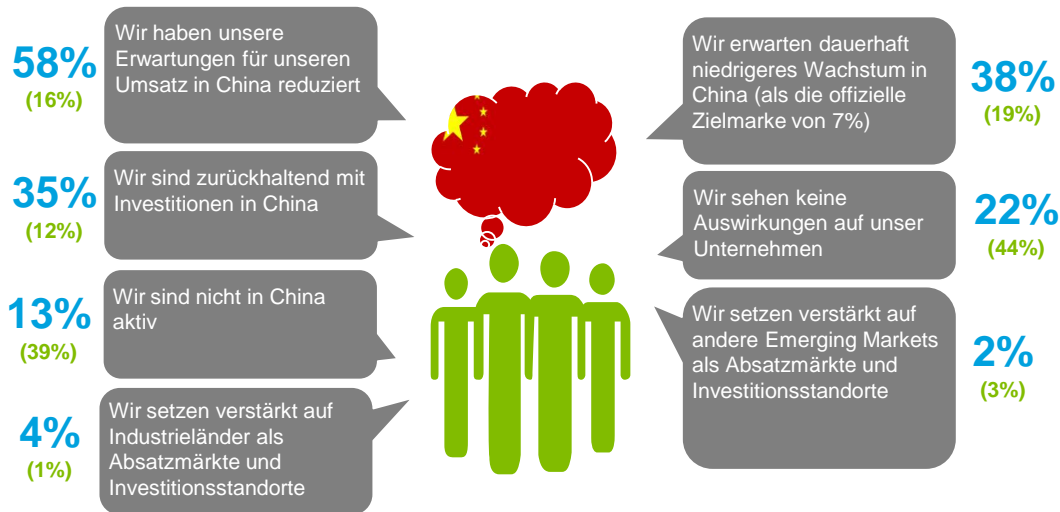 58%
(16%)
Wir haben unsere
Erwartungen für unseren
Umsatz in China reduziert
35%
(12%)
Wir sind zurückhaltend mit
Investitionen in China
13%
(39%)
Wir sind nicht in China
aktiv
4%
(1%)
Wir setzen verstärkt auf
Industrieländer als
Absatzmärkte und
Investitionsstandorte
Wir erwarten dauerhaft
niedrigeres Wachstum in
China (als die offizielle
Zielmarke von 7%)
38%
(19%)
Wir sehen keine
Auswirkungen auf unser
Unternehmen
22%
(44%)
Wir setzen verstärkt auf
andere Emerging Markets
als Absatzmärkte und
Investitionsstandorte
2%
(3%)